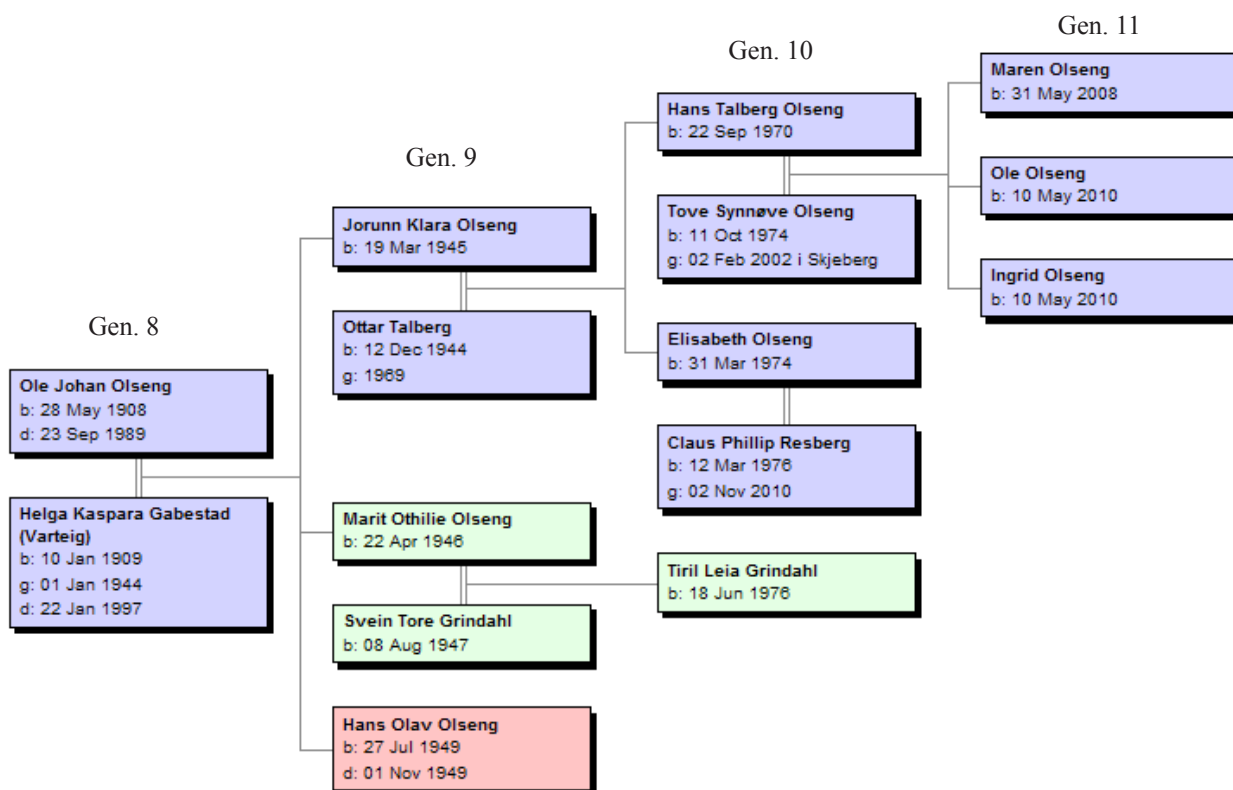 Gen. 8
Ole Johan Olseng
b: 28 May 1908
d: 23 Sep 1989
Helga Kaspara Gabestad
(Varteig)
b: 10 Jan 1909
g: 01 Jan 1944
d: 22 Jan 1997
Gen. 9
Jorunn Klara Olseng
b: 19 Mar 1945
Ottar Talberg
b: 12 Dec 1944
g: 1969
Marit Othilie Olseng
b: 22 Apr 1946
Svein Tore Grindahl
b: 08 Aug 1947
Hans Olav Olseng
b: 27 Jul 1949
d: 01 Nov 1949
Gen. 10
Hans Talberg Olseng
b: 22 Sep 1970
Tove Synnøve Olseng
b: 11 Oct 1974
g: 02 Feb 2002 i Skjeberg
Elisabeth Olseng
b: 31 Mar 1974
Claus Phillip Resberg
b: 12 Mar 1976
g: 02 Nov 2010
Tiril Leia Grindahl
b: 18 Jun 1976
Gen. 11
Maren Olseng
b: 31 May 2008
Ole Olseng
b: 10 May 2010
Ingrid Olseng
b: 10 May 2010